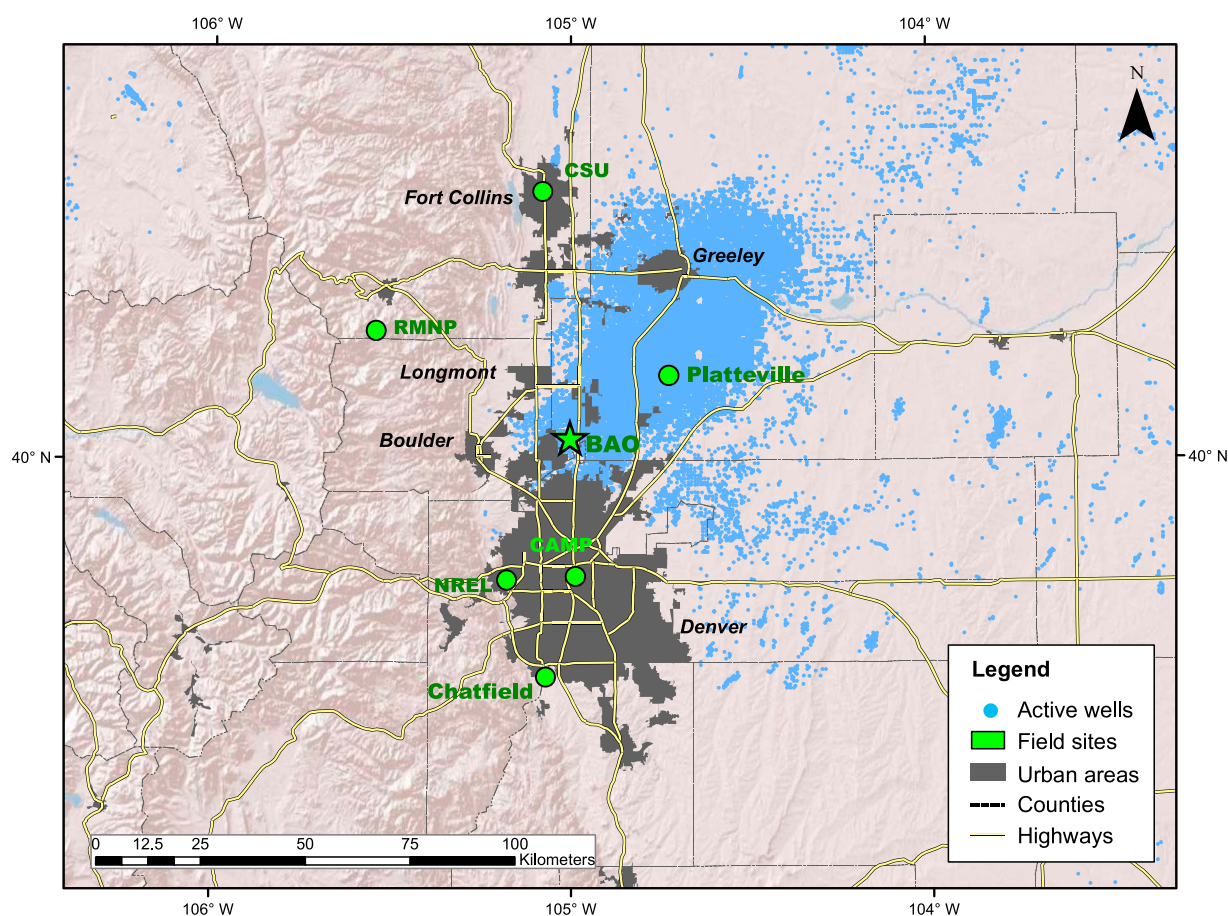 106° W 105° W 104° W
N
CSU
Fort Collins
Greeley
RMNP
Longmont
Platteville
Boulder
BAO
40° N 40° N
CAMP
NREL
Denver
Chatfield
Legend
Active wells
Field sites
Urban areas
Counties
Highways
0 12.5 25 50 75 100
Kilometers
106° W 105° W 104° W